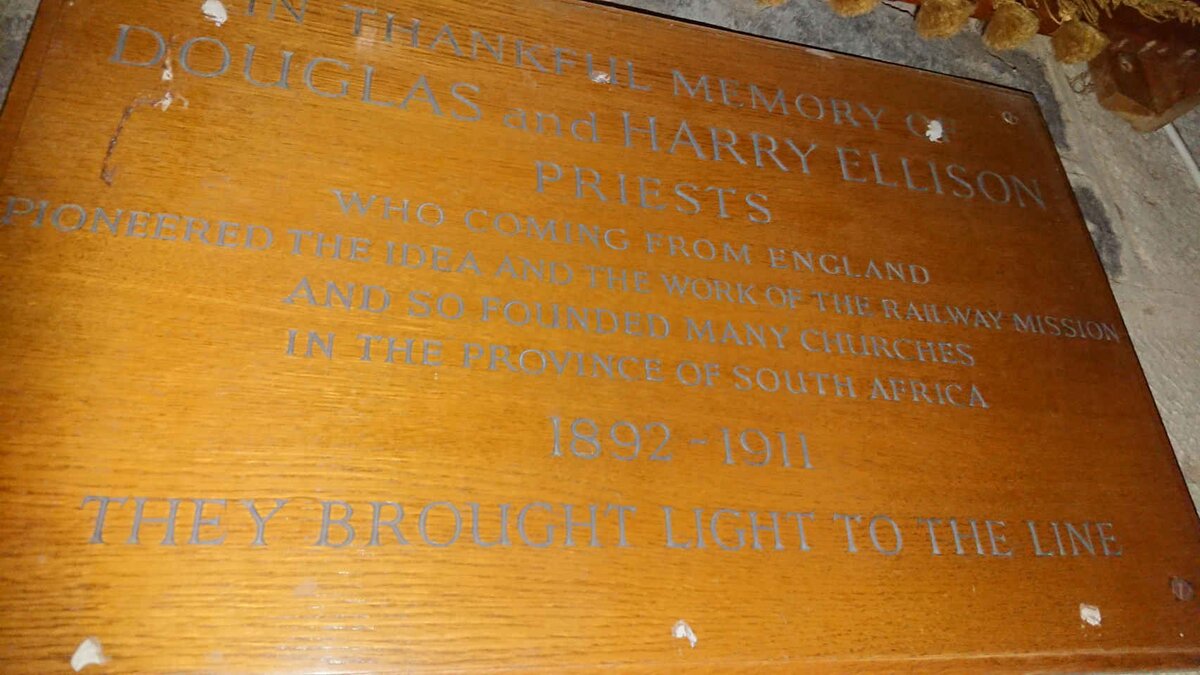 IN THANKFUL MEMORY OF
DOUGLAS and HARRY ELLISON
PRIESTS
WHO COMING FROM ENGLAND
PIONEERED THE IDEA AND THE WORK OF THE RAILWAY MISSION
AND SO FOUNDED MANY CHURCHES
IN THE PROVINCE OF SOUTH AFRICA
1892 - 1911
THEY BROUGHT LIGHT TO THE LINE